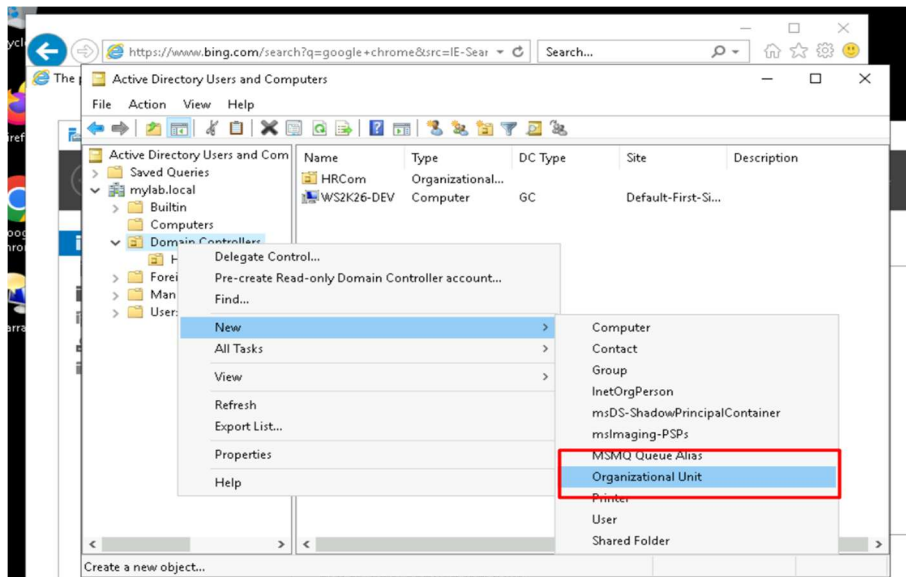 https://www.bing.com/search?q=google+chrome&src=IE-Sear
Search...
The
Active Directory Users and Computers
File Action View Help
Active Directory Users and Com
Saved Queries
mylab.local
Builtin
Computers
Domain Controllers
H
Forei
Man
User
Name Type DC Type Site Description
HRCom Organizational...
WS2K26-DEV Computer GC Default-First-Si...
Delegate Control...
Pre-create Read-only Domain Controller account...
Find...
New
All Tasks
View
Refresh
Export List...
Properties
Help
Computer
Contact
Group
InetOrgPerson
msDS-ShadowPrincipalContainer
msImaging-PSPs
MSMQ Queue Alias
Organizational Unit
Printer
User
Shared Folder
Create a new object...